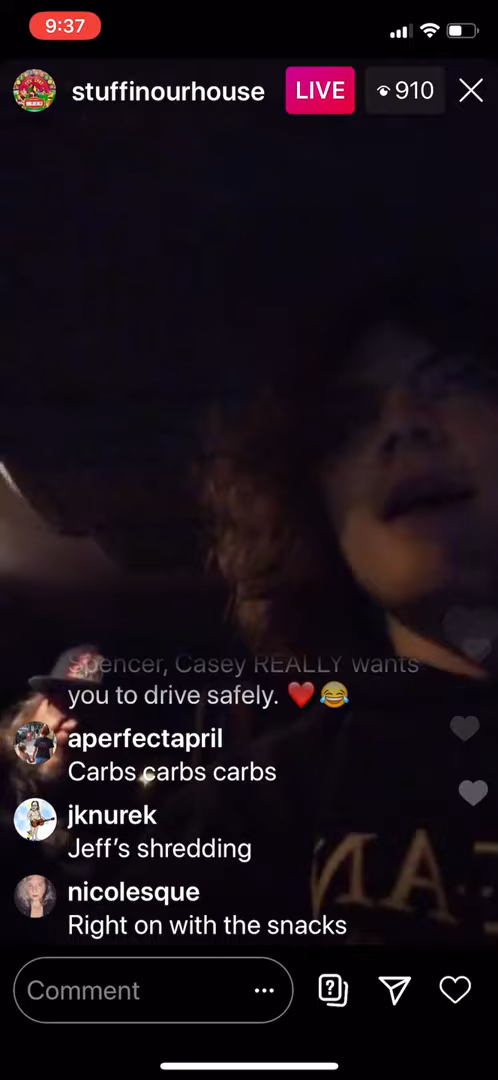 9:37
stuffinourhouse
LIVE
910
Spencer, Casey REALLY wants
you to drive safely. ❤️😂
aperfectapril
Carbs carbs carbs
jknurek
Jeff’s shredding
nicolesque
Right on with the snacks
Comment